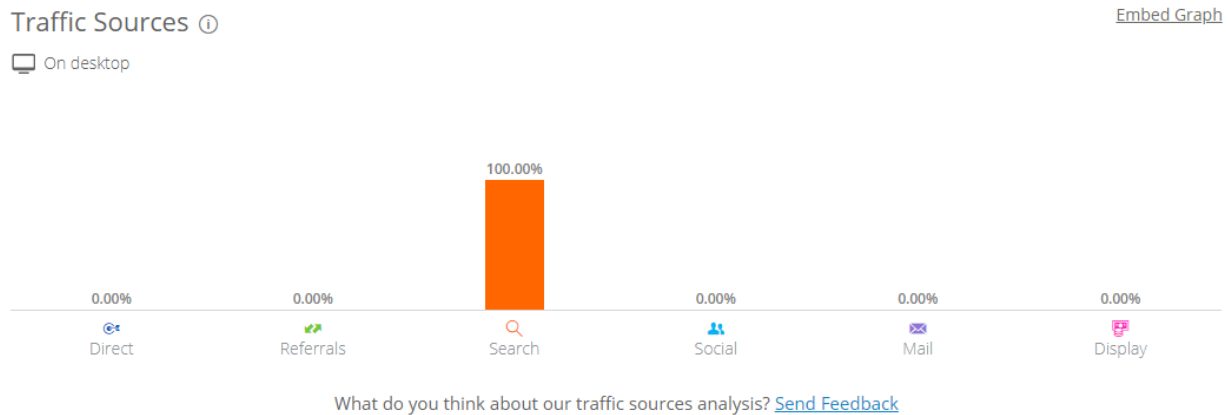 Traffic Sources
Embed Graph
On desktop
100.00%
0.00% 0.00% 0.00% 0.00% 0.00%
Direct Referrals Search Social Mail Display
What do you think about our traffic sources analysis? Send Feedback